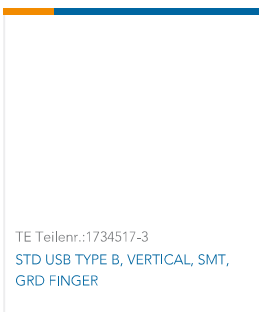 TE Teilenr.:1734517-3
STD USB TYPE B, VERTICAL, SMT,
GRD FINGER